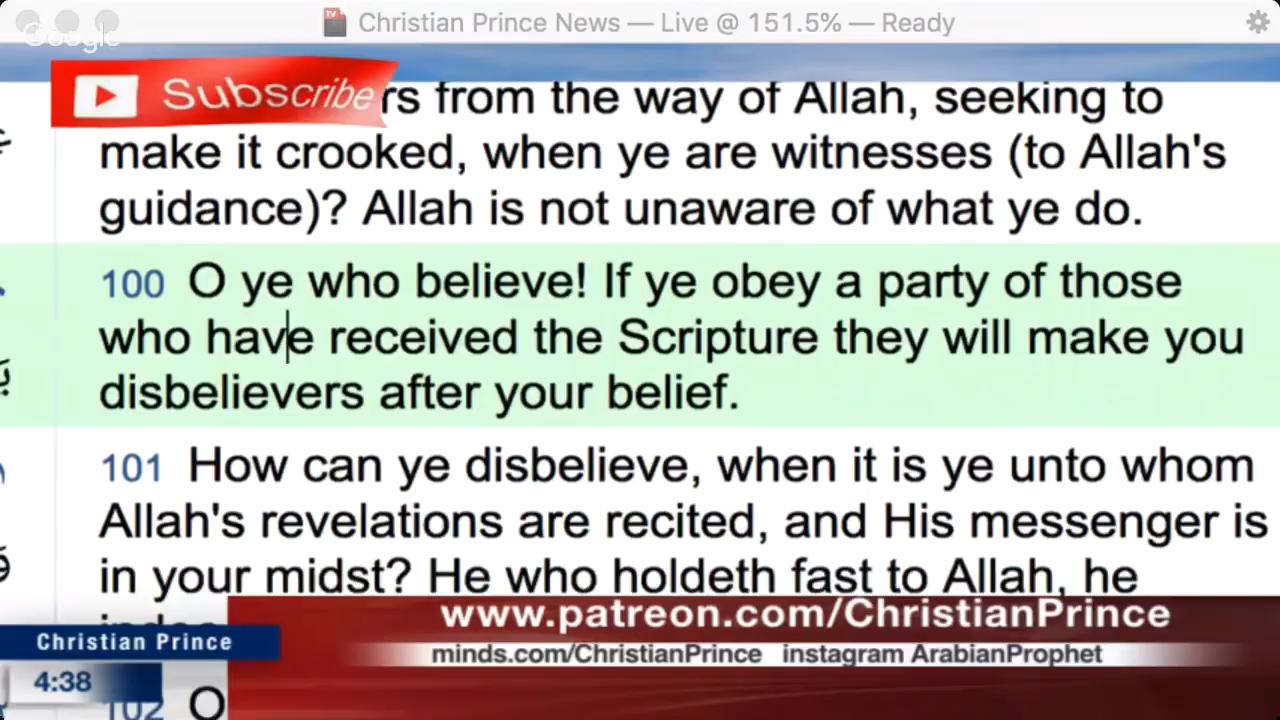 Christian Prince News — Live @ 151.5% — Ready
Google
Subscribe
rs from the way of Allah, seeking to
make it crooked, when ye are witnesses (to Allah's
guidance)? Allah is not unaware of what ye do.
100 O ye who believe! If ye obey a party of those
who have received the Scripture they will make you
disbelievers after your belief.
101 How can ye disbelieve, when it is ye unto whom
Allah's revelations are recited, and His messenger is
in your midst? He who holdeth fast to Allah, he
www.patreon.com/ChristianPrince
Christian Prince
minds.com/ChristianPrince instagram ArabianProphet
4:38
102 O